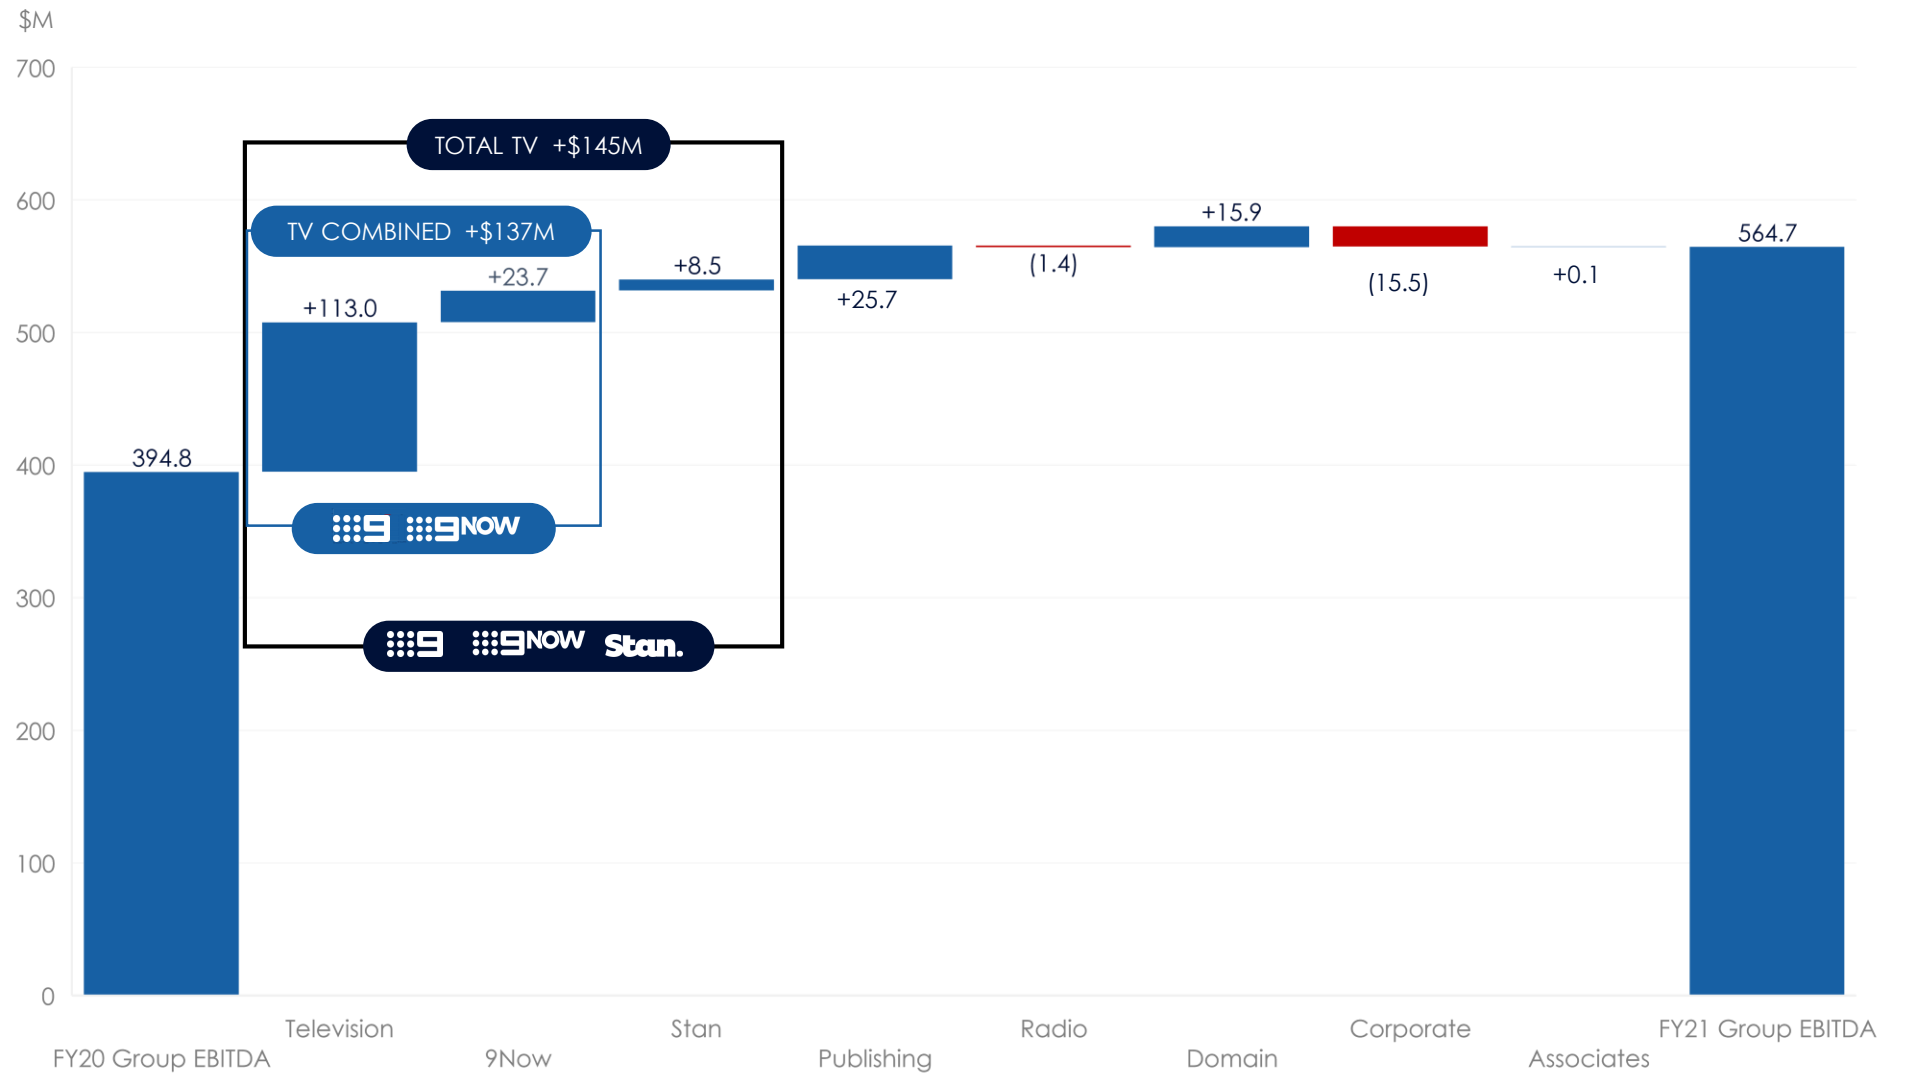 $M
700
600
500
400
300
200
100
0
TOTAL TV +$145M
TV COMBINED +$137M
394.8
+113.0
+23.7
+8.5
+25.7
(1.4)
+15.9
(15.5)
+0.1
564.7
9 9NOW
9 9NOW Stan.
FY20 Group EBITDA
Television
9Now
Stan
Publishing
Radio
Domain
Corporate
Associates
FY21 Group EBITDA